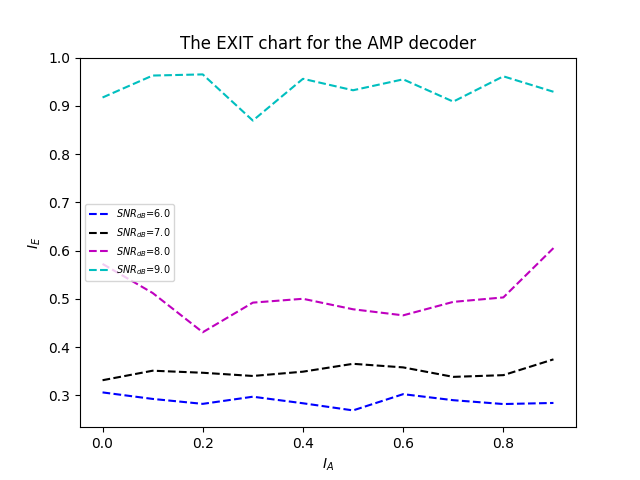 The EXIT chart for the AMP decoder
1.0
0.9
0.8
0.7
0.6
0.5
0.4
0.3
I_E
SNR_dB=6.0
SNR_dB=7.0
SNR_dB=8.0
SNR_dB=9.0
0.0 0.2 0.4 0.6 0.8
I_A